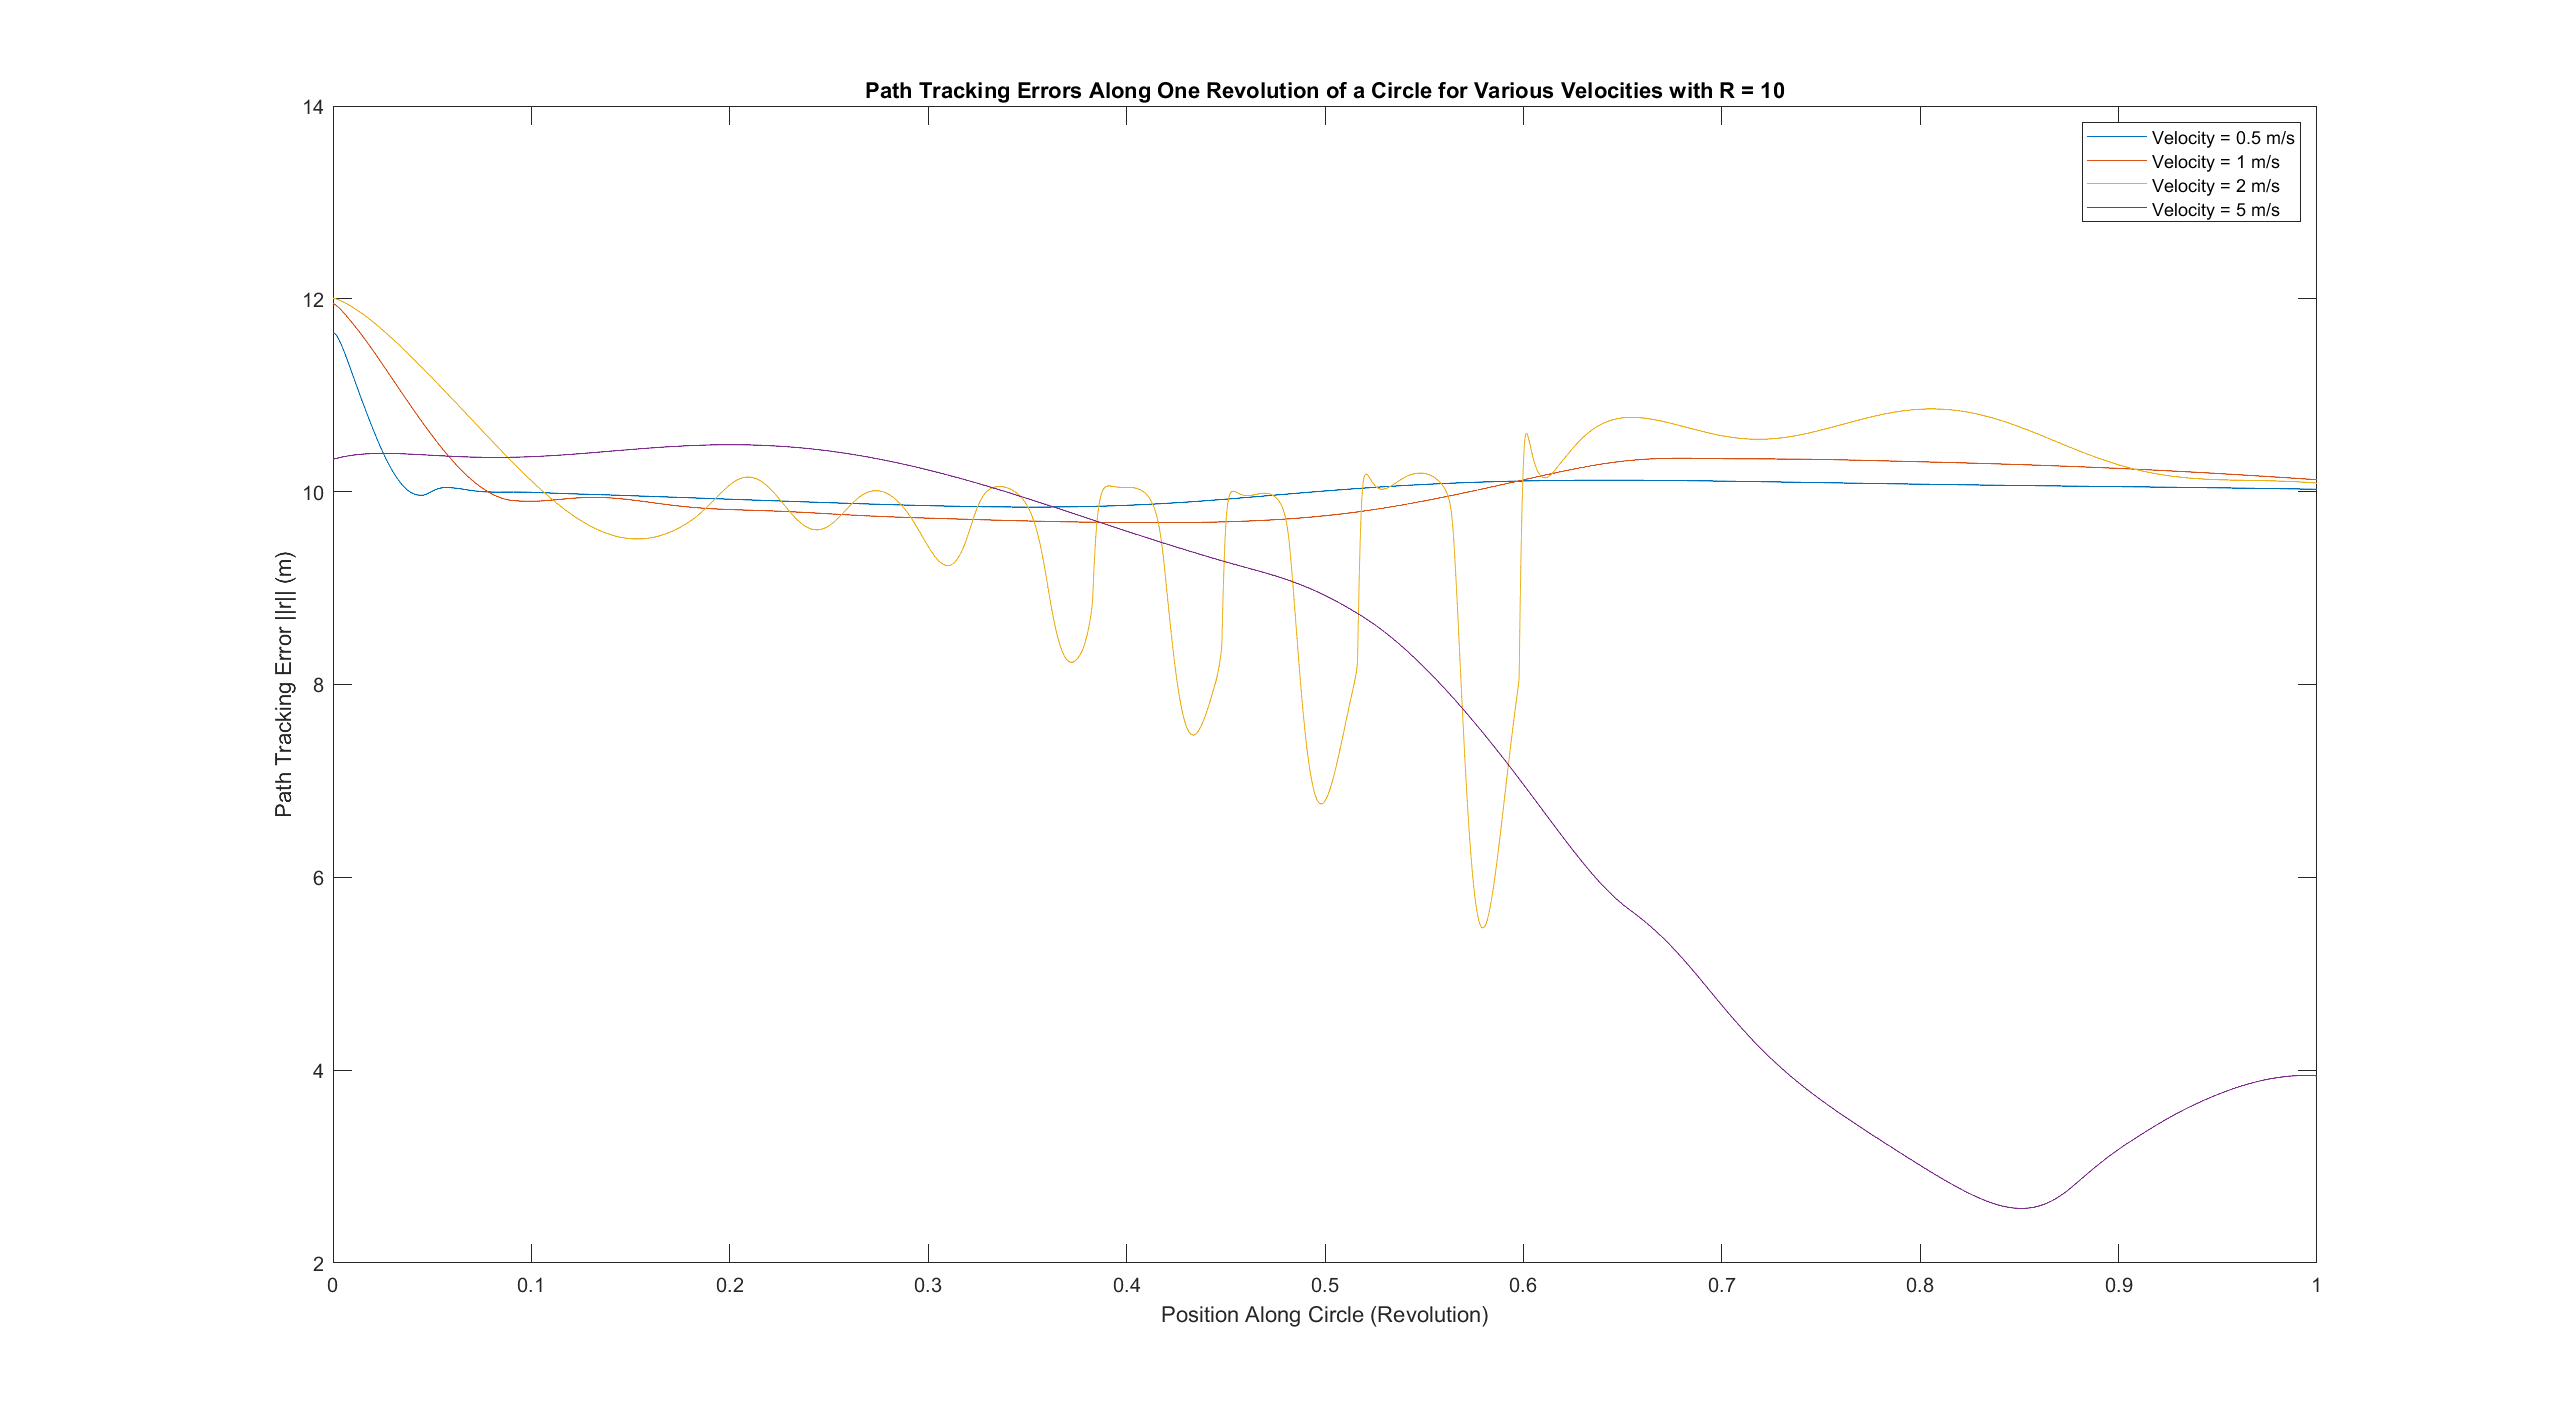 Path Tracking Errors Along One Revolution of a Circle for Various Velocities with R = 10
14
12
10
8
6
4
2
Path Tracking Error ||r|| (m)
Velocity = 0.5 m/s
Velocity = 1 m/s
Velocity = 2 m/s
Velocity = 5 m/s
0 0.1 0.2 0.3 0.4 0.5 0.6 0.7 0.8 0.9 1
Position Along Circle (Revolution)